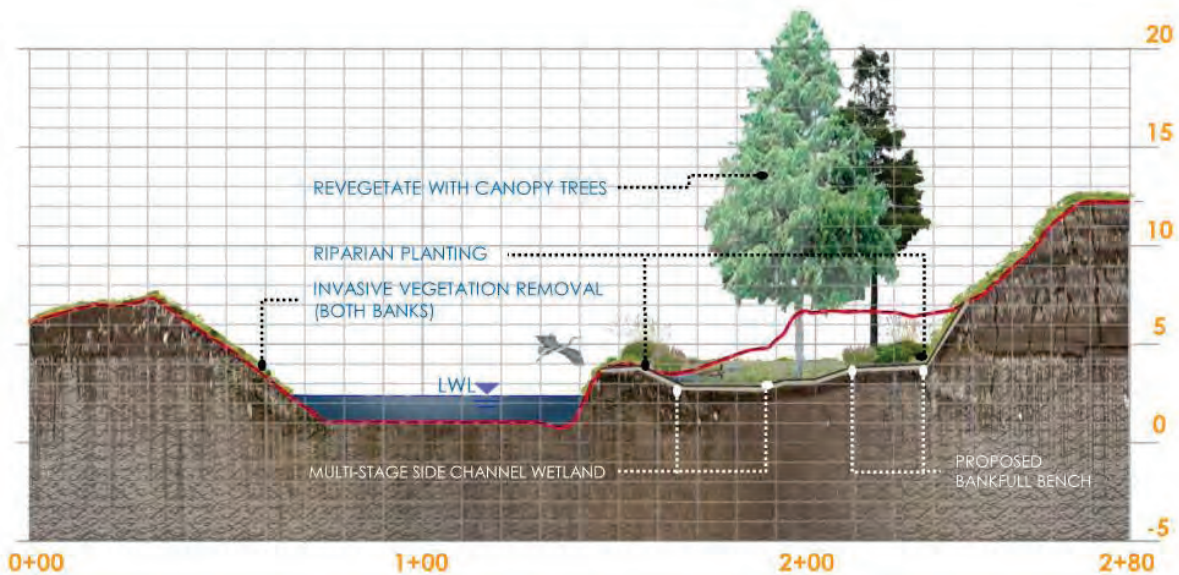 20
15
REVEGETATE WITH CANOPY TREES
10
RIPARIAN PLANTING
INVASIVE VEGETATION REMOVAL
(BOTH BANKS)
5
LWL
0
MULTI-STAGE SIDE CHANNEL WETLAND
PROPOSED
BANKFULL BENCH
-5
0+00
1+00
2+00
2+80